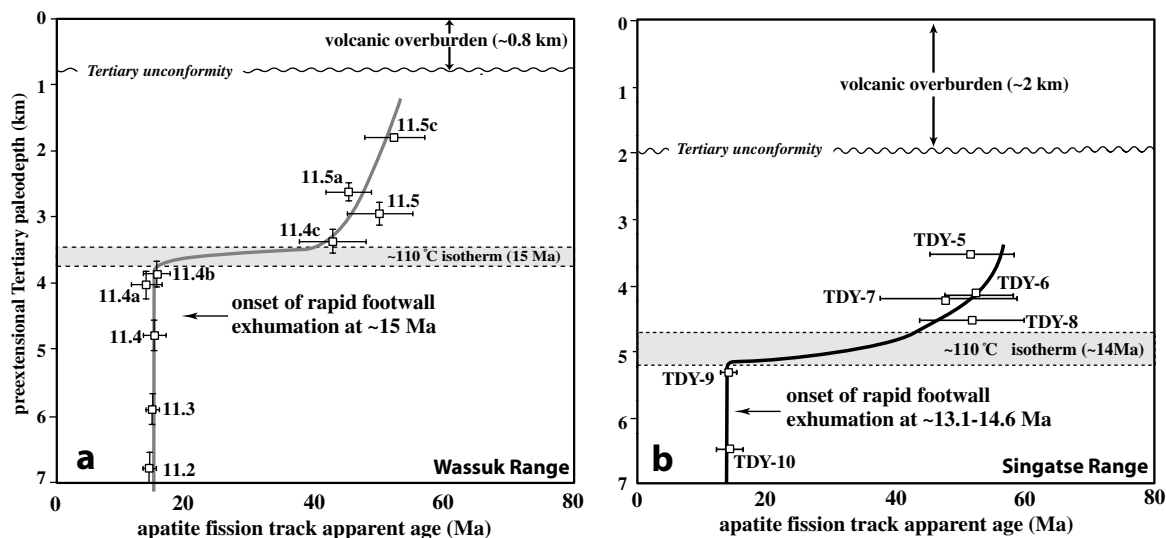 0
volcanic overburden (~0.8 km)
Tertiary unconformity
1
11.5c
2
11.5a
11.5
3
11.4c
~110 °C isotherm (15 Ma)
11.4b
4
11.4a
onset of rapid footwall
exhumation at ~15 Ma
11.4
5
11.3
6
a
11.2
Wassuk Range
7
0
20
40
60
80
preextensional Tertiary paleodepth (km)
apatite fission track apparent age (Ma)
0
1
volcanic overburden (~2 km)
Tertiary unconformity
2
3
TDY-5
TDY-6
TDY-7
4
TDY-8
~110 °C isotherm (~14Ma)
5
TDY-9
onset of rapid footwall
exhumation at ~13.1-14.6 Ma
6
TDY-10
b
Singatse Range
7
0
20
40
60
80
apatite fission track apparent age (Ma)